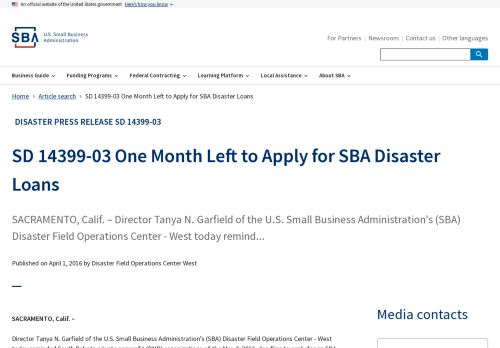 An official website of the United States government Here's how you know
SBA U.S. Small Business
Administration
For Partners Newsroom Contact us Other languages
Business Guide Funding Programs Federal Contracting Learning Platform Local Assistance About SBA
Home Article search SD 14399-03 One Month Left to Apply for SBA Disaster Loans
DISASTER PRESS RELEASE SD 14399-03
SD 14399-03 One Month Left to Apply for SBA Disaster
Loans
SACRAMENTO, Calif. – Director Tanya N. Garfield of the U.S. Small Business Administration's (SBA)
Disaster Field Operations Center - West today remind...
Published on April 1, 2016 by Disaster Field Operations Center West
Media contacts
SACRAMENTO, Calif. –
Director Tanya N. Garfield of the U.S. Small Business Administration's (SBA) Disaster Field Operations Center - West